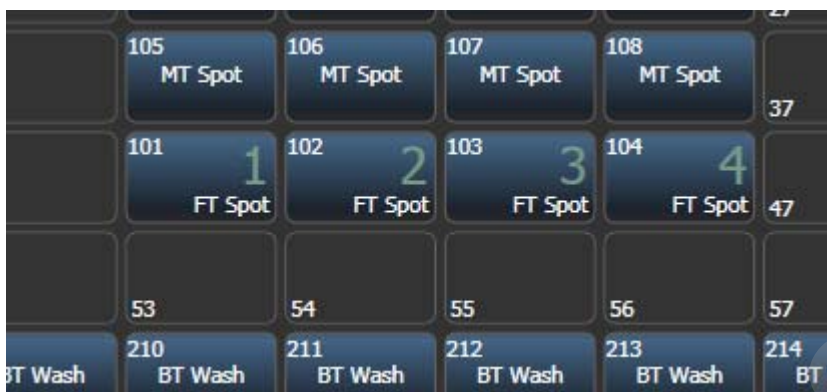 27
105 106 107 108
MT Spot MT Spot MT Spot MT Spot
37
101 1 102 2 103 3 104 4
FT Spot FT Spot FT Spot FT Spot 47
53 54 55 56 57
210 211 212 213 214
BT Wash BT Wash BT Wash BT Wash BT Wash BT